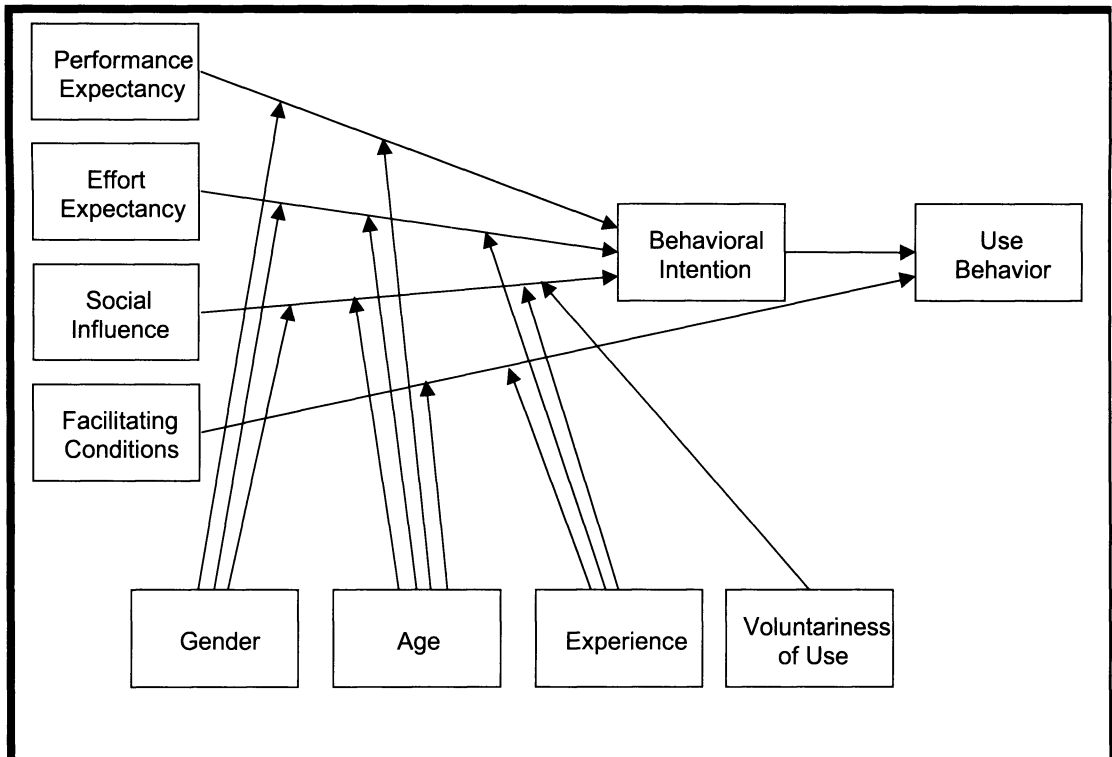 Performance
Expectancy
Effort
Expectancy
Social
Influence
Facilitating
Conditions
Behavioral
Intention
Use
Behavior
Gender
Age
Experience
Voluntariness
of Use